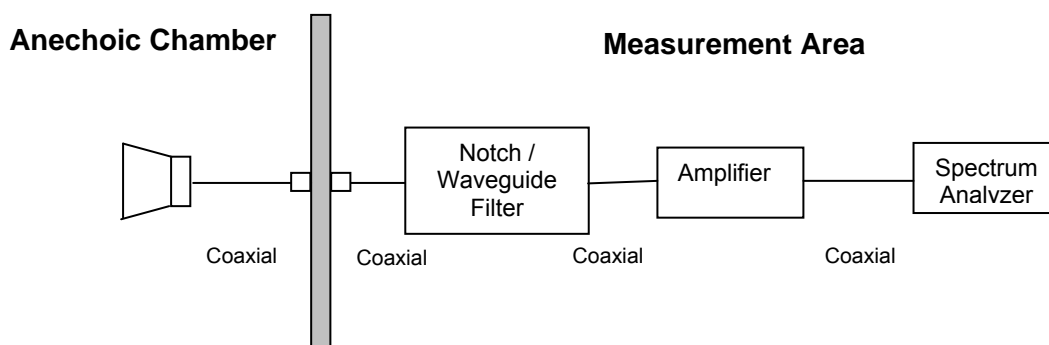 Anechoic Chamber
Measurement Area
Notch /
Waveguide
Filter
Amplifier
Spectrum
Analvzer
Coaxial
Coaxial
Coaxial
Coaxial